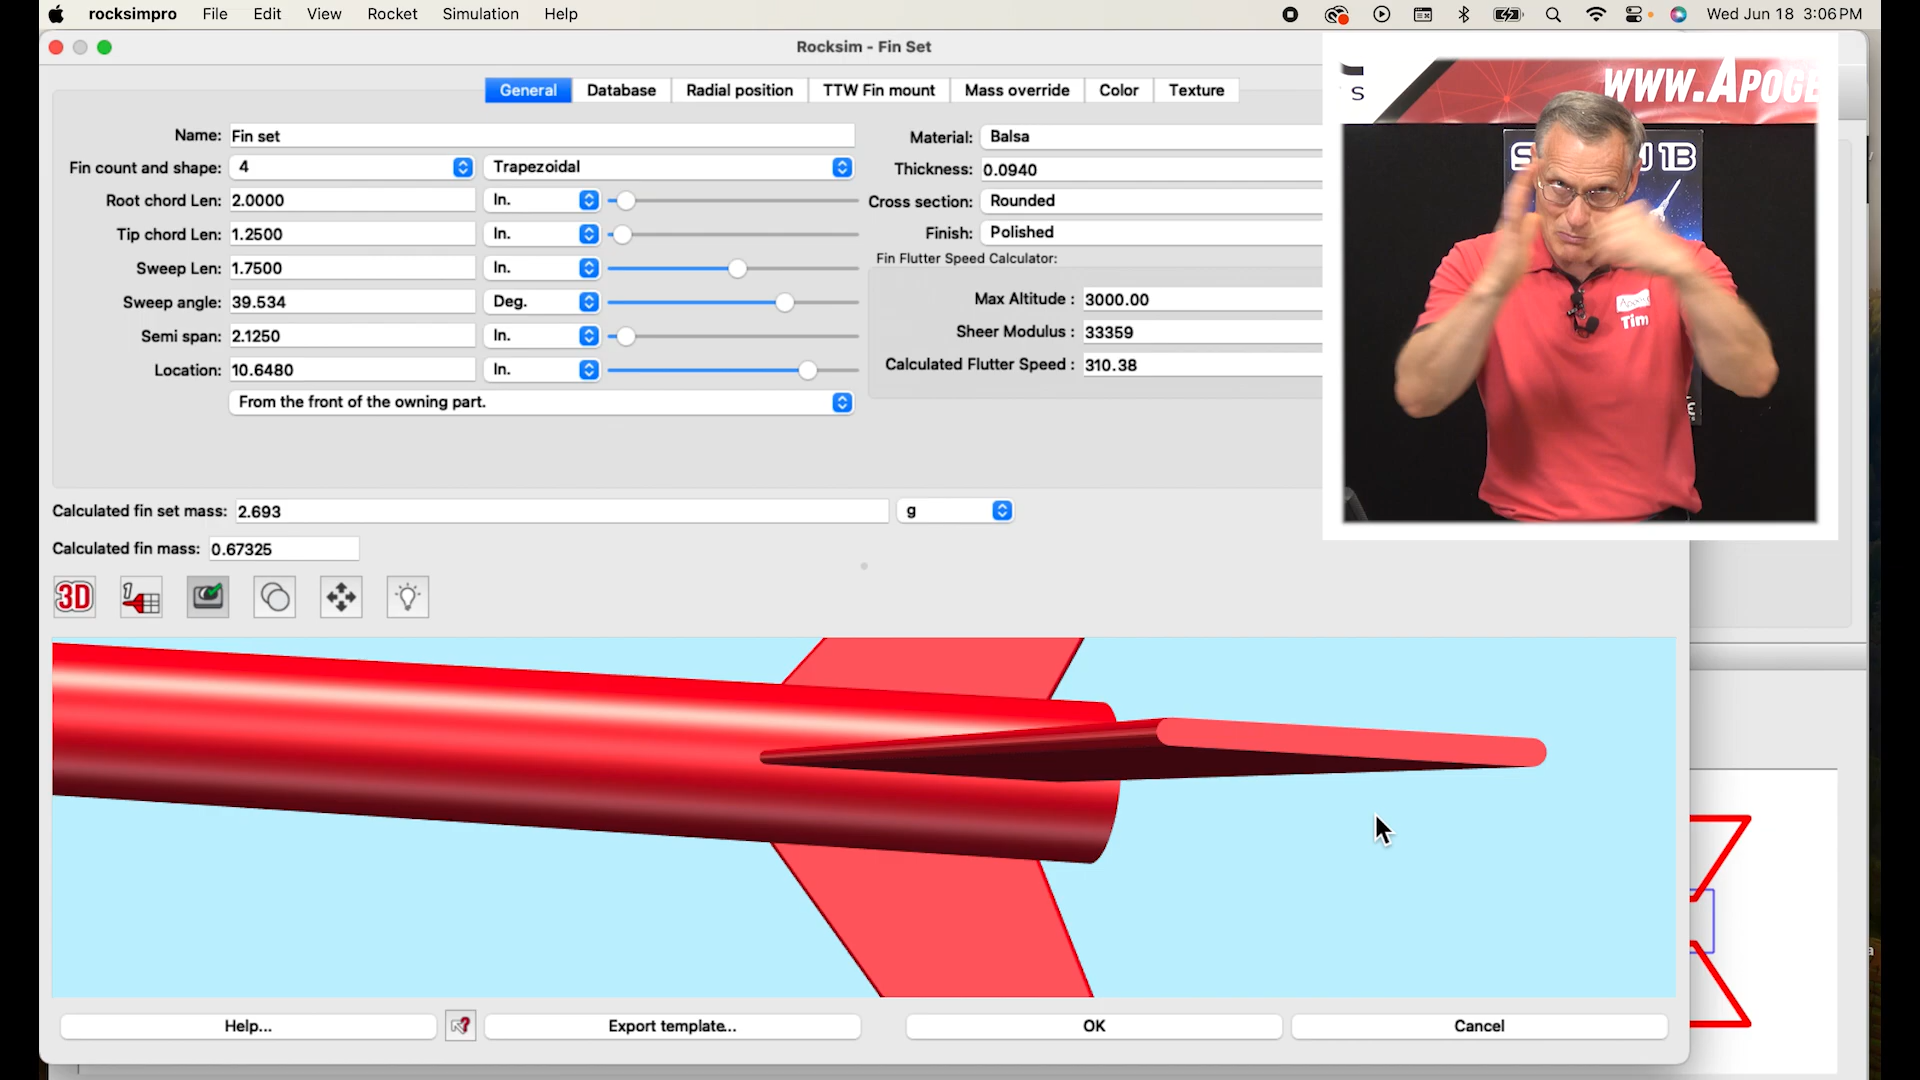 rocksimpro File Edit View Rocket Simulation Help Wed Jun 18 3:06 PM
Rocksim - Fin Set
General Database Radial position TTW Fin mount Mass override Color Texture
Name: Fin set
Fin count and shape: 4 Trapezoidal
Root chord Len: 2.0000 In.
Tip chord Len: 1.2500 In.
Sweep Len: 1.7500 In.
Sweep angle: 39.534 Deg.
Semi span: 2.1250 In.
Location: 10.6480 In.
From the front of the owning part.
Material: Balsa
Thickness: 0.0940
Cross section: Rounded
Finish: Polished
Fin Flutter Speed Calculator:
Max Altitude : 3000.00
Sheer Modulus : 33359
Calculated Flutter Speed : 310.38
Calculated fin set mass: 2.693 g
Calculated fin mass: 0.67325
3D 1
Help... ? Export template... OK Cancel
www.Apoge
S 1B
Tim